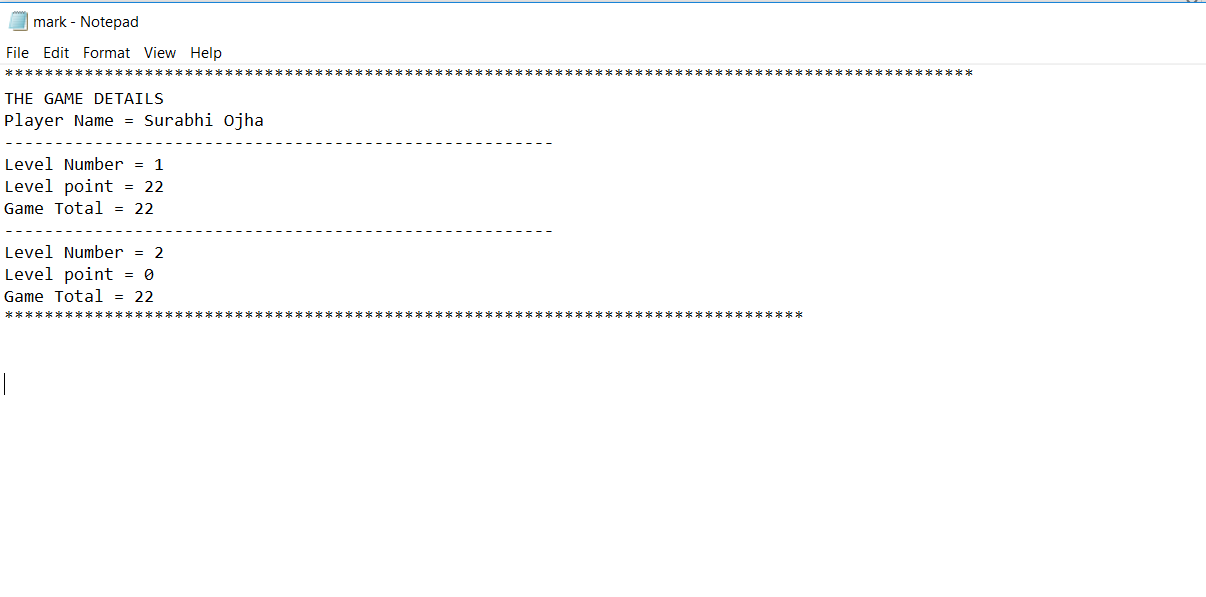 mark - Notepad
File Edit Format View Help
*************************************************************************************************
THE GAME DETAILS
Player Name = Surabhi Ojha
-------------------------------------------------------
Level Number = 1
Level point = 22
Game Total = 22
-------------------------------------------------------
Level Number = 2
Level point = 0
Game Total = 22
********************************************************************************